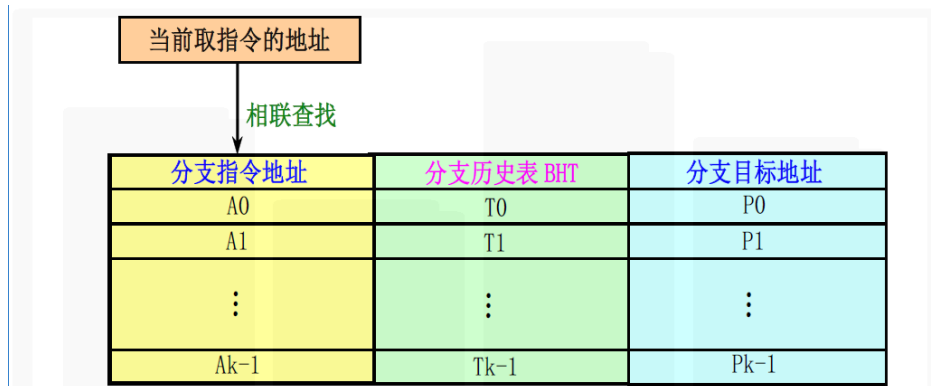 当前取指令的地址
相联查找
分支指令地址 分支历史表 BHT 分支目标地址
A0 T0 P0
A1 T1 P1
⋮ ⋮ ⋮
Ak-1 Tk-1 Pk-1